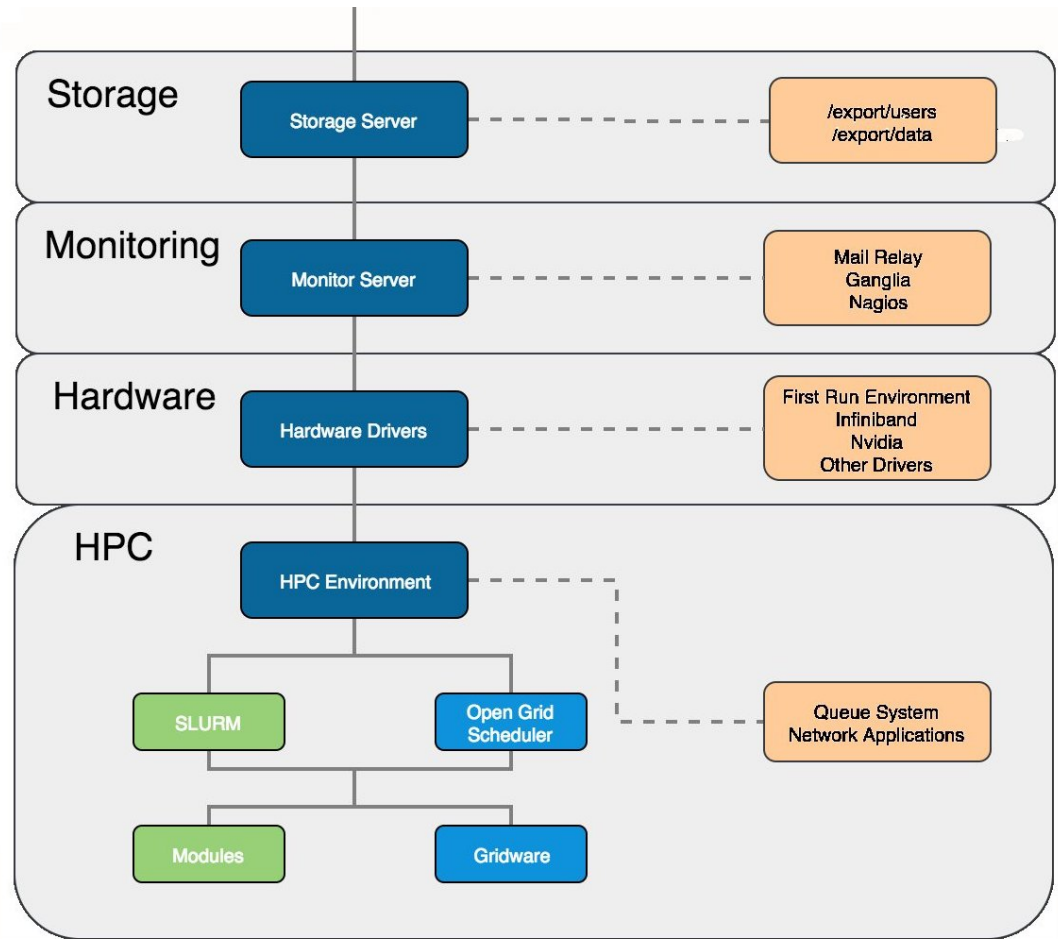 Storage
Storage Server
/export/users
/export/data
Monitoring
Monitor Server
Mail Relay
Ganglia
Nagios
Hardware
Hardware Drivers
First Run Environment
Infiniband
Nvidia
Other Drivers
HPC
HPC Environment
SLURM
Open Grid
Scheduler
Queue System
Network Applications
Modules
Gridware